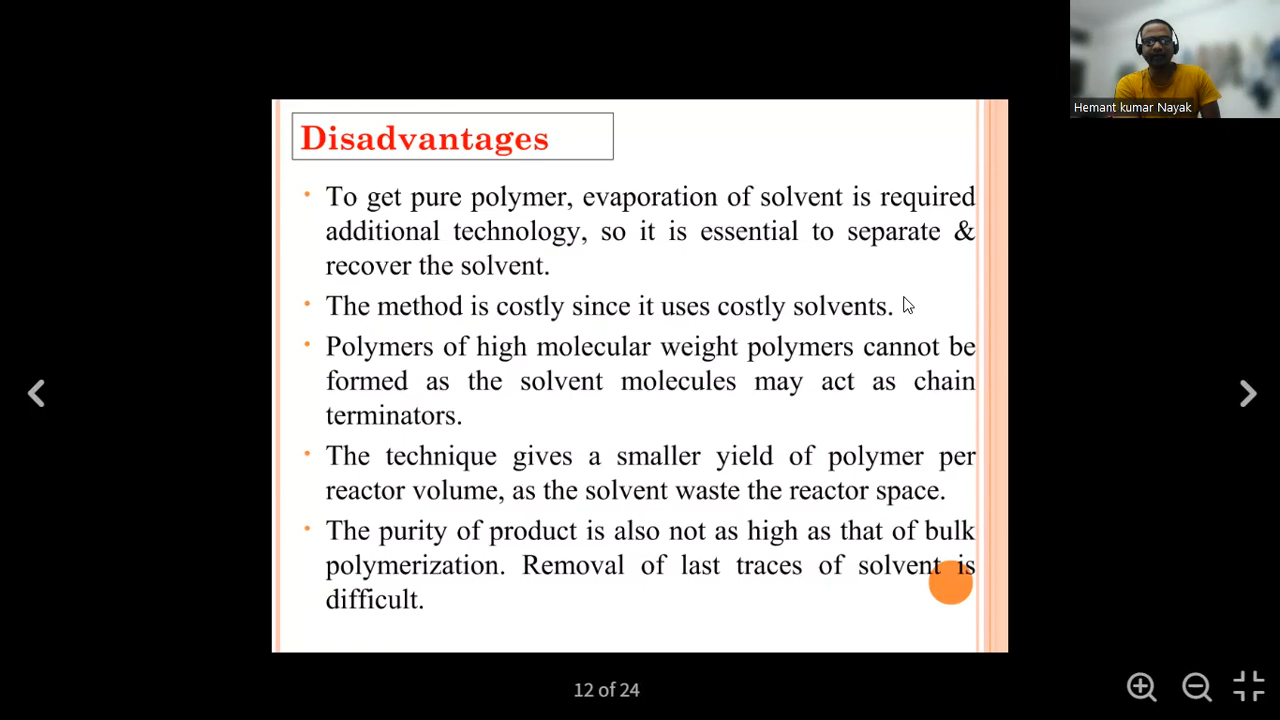 Hemant kumar Nayak
Disadvantages
• To get pure polymer, evaporation of solvent is required
additional technology, so it is essential to separate &
recover the solvent.
• The method is costly since it uses costly solvents.
• Polymers of high molecular weight polymers cannot be
formed as the solvent molecules may act as chain
terminators.
• The technique gives a smaller yield of polymer per
reactor volume, as the solvent waste the reactor space.
• The purity of product is also not as high as that of bulk
polymerization. Removal of last traces of solvent is
difficult.
12 of 24